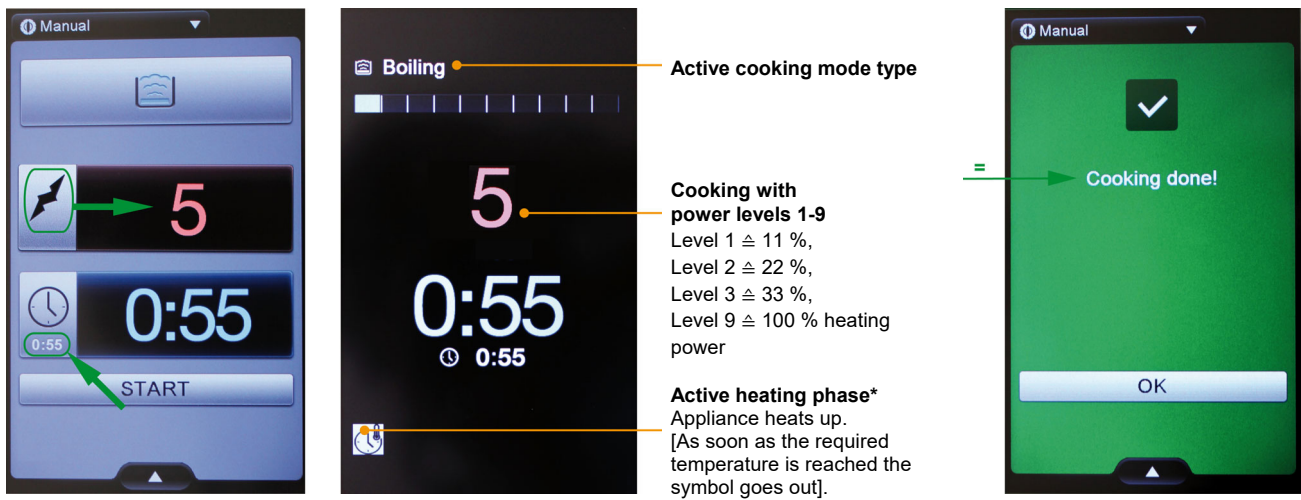 Manual
5
0:55
0:55
START
Boiling
5
0:55
0:55
Active cooking mode type
Cooking with
power levels 1-9
Level 1 ≙ 11 %,
Level 2 ≙ 22 %,
Level 3 ≙ 33 %,
Level 9 ≙ 100 % heating
power
Active heating phase*
Appliance heats up.
[As soon as the required
temperature is reached the
symbol goes out].
=
Manual
Cooking done!
OK